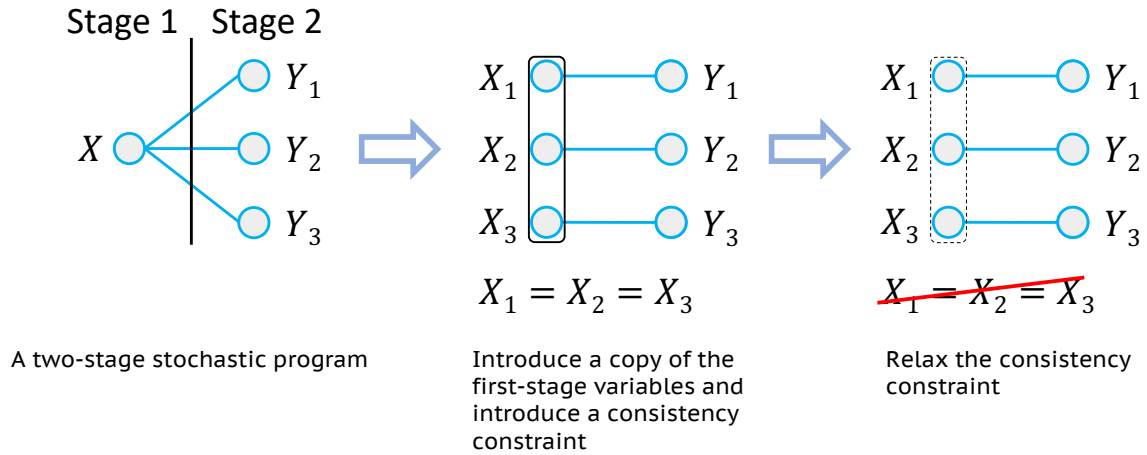 Stage 1 Stage 2
Y₁
X Y₂
Y₃
X₁ Y₁
X₂ Y₂
X₃ Y₃
X₁ = X₂ = X₃
X₁ Y₁
X₂ Y₂
X₃ Y₃
X₁ = X₂ = X₃
A two-stage stochastic program
Introduce a copy of the
first-stage variables and
introduce a consistency
constraint
Relax the consistency
constraint